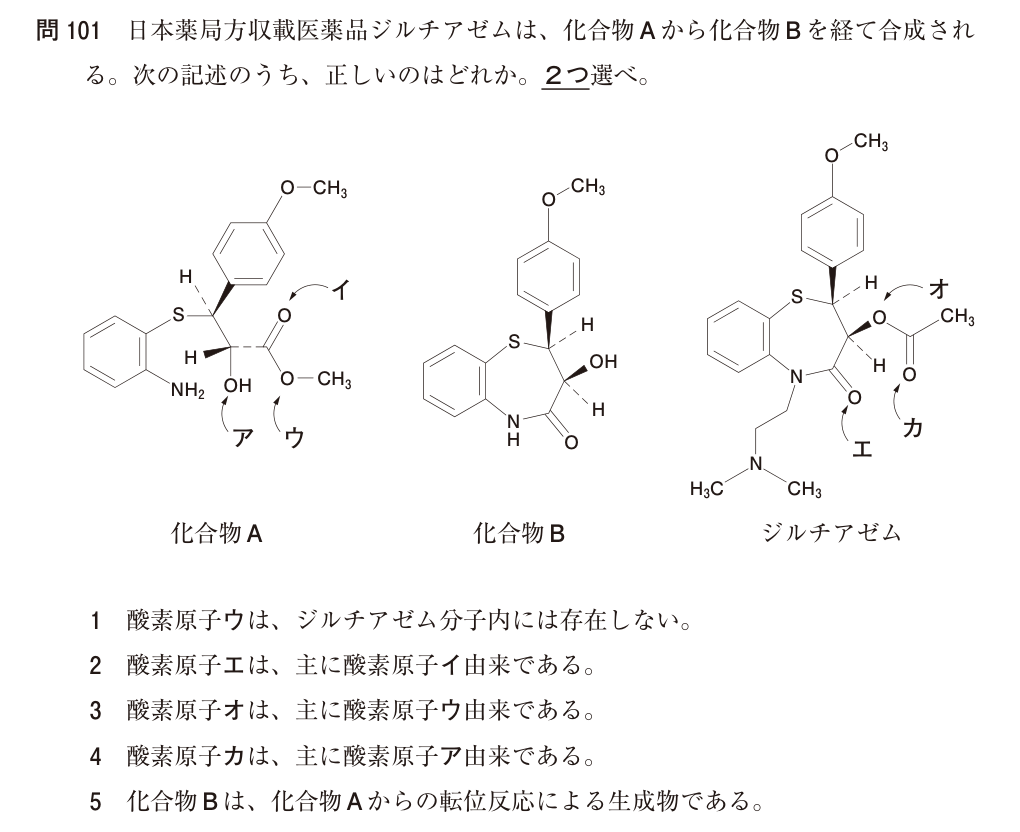 問 101　日本薬局方収載医薬品ジルチアゼムは、化合物 A から化合物 B を経て合成され
る。次の記述のうち、正しいのはどれか。２つ選べ。
O CH3
H
S
H
OH
NH2
O
O CH3
イ
ア
ウ
化合物 A
O CH3
S
H
OH
H
N
H
O
化合物 B
O CH3
S
H
O
H
N
O
O
CH3
N
H3C
CH3
オ
カ
エ
ジルチアゼム
1　酸素原子ウは、ジルチアゼム分子内には存在しない。
2　酸素原子エは、主に酸素原子イ由来である。
3　酸素原子オは、主に酸素原子ウ由来である。
4　酸素原子カは、主に酸素原子ア由来である。
5　化合物 B は、化合物 A からの転位反応による生成物である。